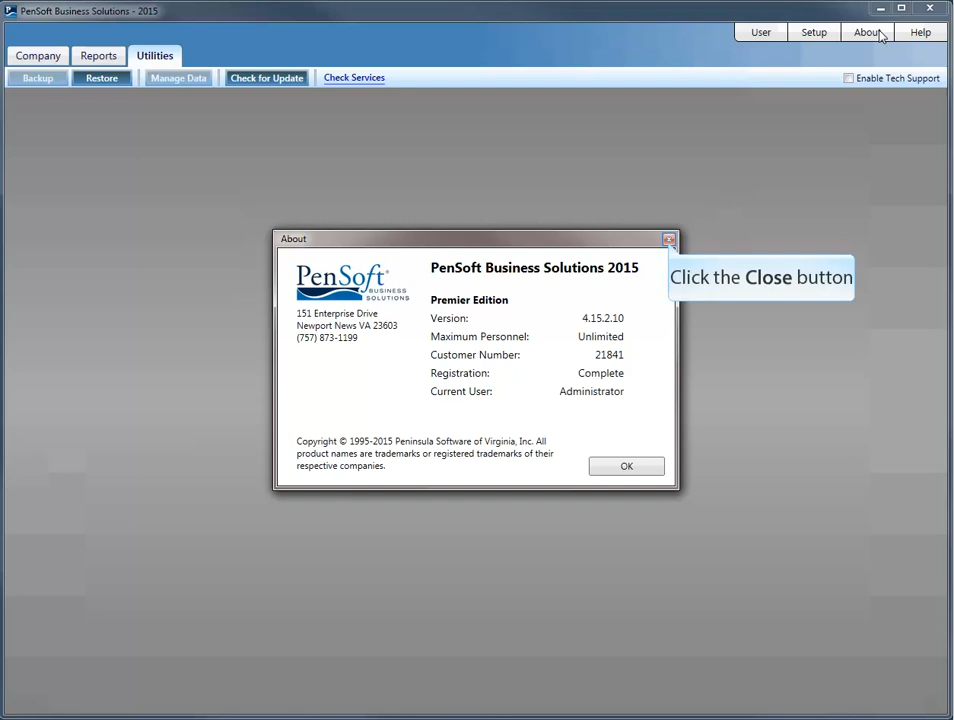 PenSoft Business Solutions - 2015
User Setup About Help
Company Reports Utilities
Backup Restore Manage Data Check for Update Check Services Enable Tech Support
About
PenSoft®
BUSINESS
SOLUTIONS
151 Enterprise Drive
Newport News VA 23603
(757) 873-1199
PenSoft Business Solutions 2015
Premier Edition
Version: 4.15.2.10
Maximum Personnel: Unlimited
Customer Number: 21841
Registration: Complete
Current User: Administrator
Click the Close button
Copyright © 1995-2015 Peninsula Software of Virginia, Inc. All
product names are trademarks or registered trademarks of their
respective companies.
OK